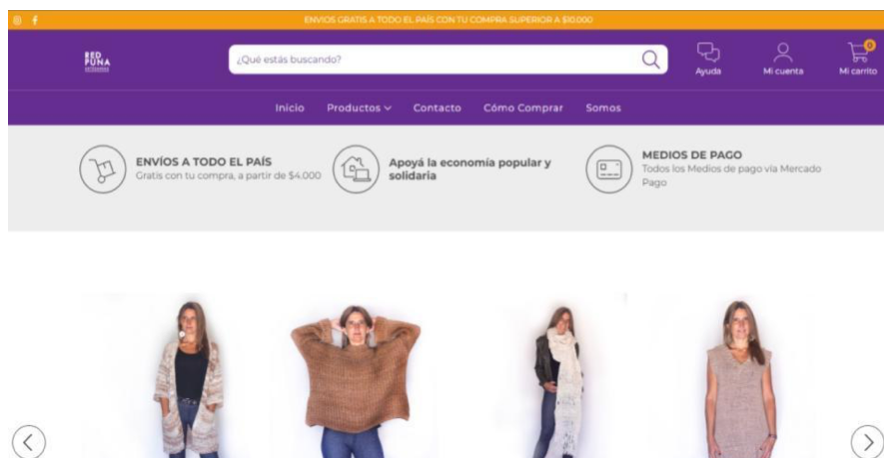 ENVIOS GRATIS A TODO EL PAÍS CON TU COMPRA SUPERIOR A $10.000
RED
PUNA
¿Qué estás buscando?
Ayuda
Mi cuenta
0
Mi carrito
Inicio Productos Contacto Cómo Comprar Somos
ENVÍOS A TODO EL PAÍS
Gratis con tu compra, a partir de $4.000
Apoyá la economía popular y
solidaria
MEDIOS DE PAGO
Todos los Medios de pago vía Mercado
Pago